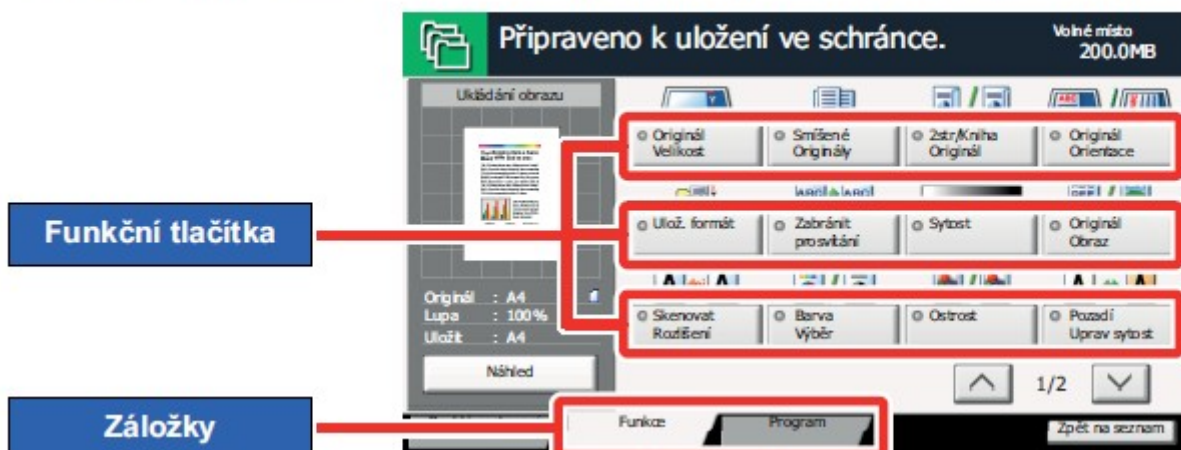 Připraveno k uložení ve schránce.
Volné místo
200.0MB
Ukládání obrazu
Originál
Velikost
Smíšené
Originály
2str/Kniha
Originál
Originál
Orientace
Funkční tlačítka
Ulož. formát
Zabránit
prosvítání
Sytost
Originál
Obraz
Originál : A4
Lupa : 100%
Uložit : A4
Skenovat
Rozlišení
Barva
Výběr
Ostrost
Pozadí
Uprav sytost
Náhled
1/2
Záložky
Funkce
Program
Zpět na seznam